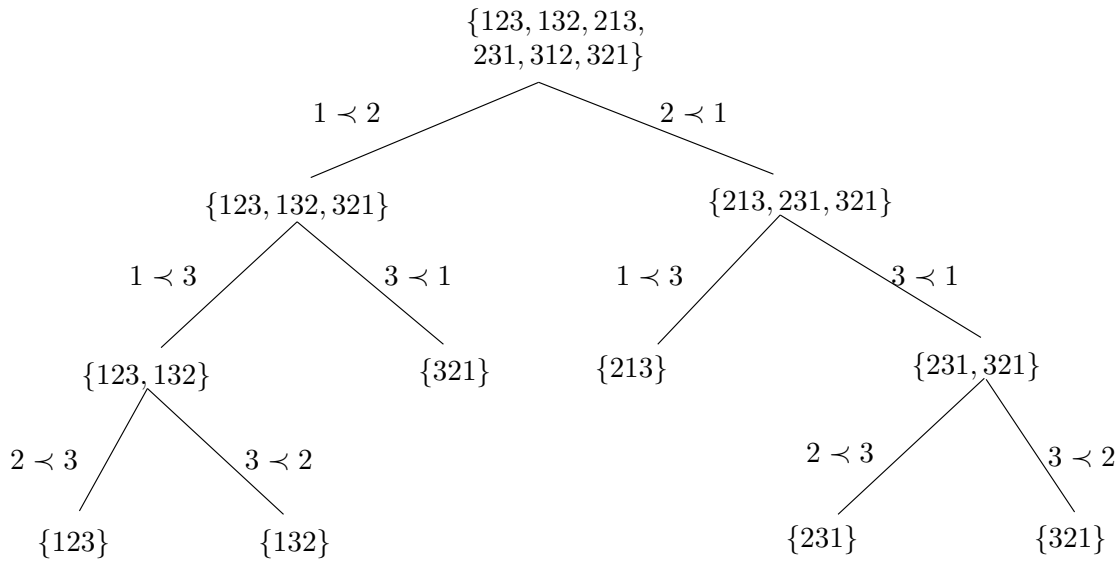 {123, 132, 213,
231, 312, 321}
1 ≺ 2
2 ≺ 1
{123, 132, 321}
{213, 231, 321}
1 ≺ 3
3 ≺ 1
1 ≺ 3
3 ≺ 1
{123, 132}
{321}
{213}
{231, 321}
2 ≺ 3
3 ≺ 2
2 ≺ 3
3 ≺ 2
{123}
{132}
{231}
{321}